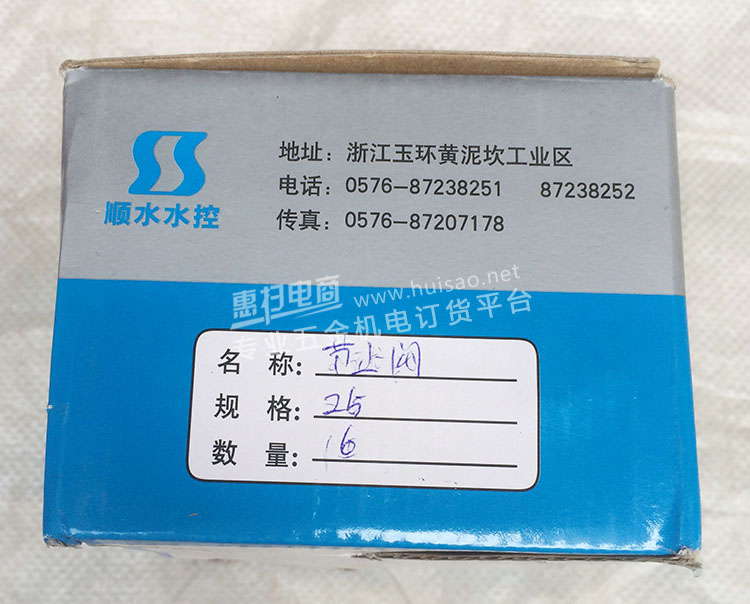 顺水水控
地址：浙江玉环黄泥坎工业区
电话：0576-87238251 87238252
传真：0576-87207178
惠扫电商 www.huisao.net
专业五金机电订货平台
名 称：节止阀
规 格：25
数 量：16